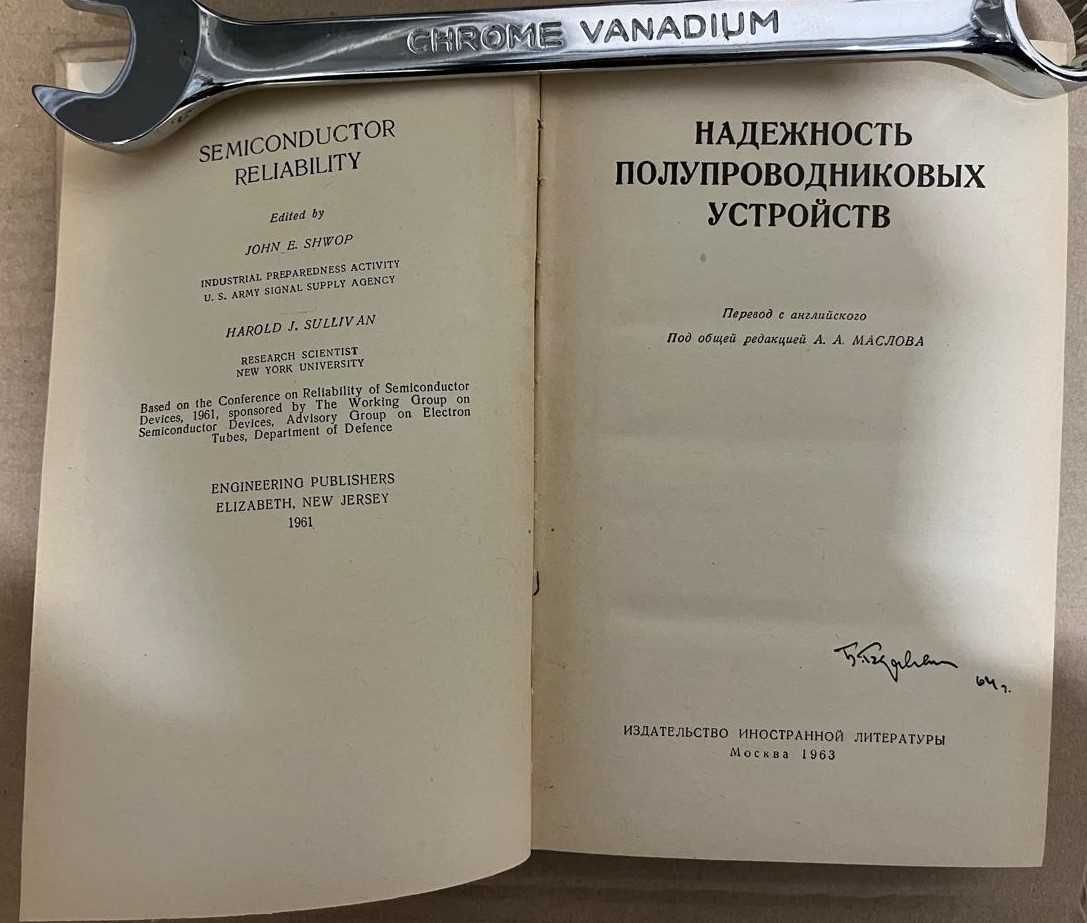 CHROME VANADIUM
SEMICONDUCTOR
RELIABILITY
Edited by
JOHN E. SHWOP
INDUSTRIAL PREPAREDNESS ACTIVITY
U. S. ARMY SIGNAL SUPPLY AGENCY
HAROLD J. SULLIVAN
RESEARCH SCIENTIST
NEW YORK UNIVERSITY
Based on the Conference on Reliability of Semiconductor
Devices, 1961, sponsored by The Working Group on
Semiconductor Devices, Advisory Group on Electron
Tubes, Department of Defence
ENGINEERING PUBLISHERS
ELIZABETH, NEW JERSEY
1961
НАДЕЖНОСТЬ
ПОЛУПРОВОДНИКОВЫХ
УСТРОЙСТВ
Перевод с английского
Под общей редакцией А. А. МАСЛОВА
64 г.
ИЗДАТЕЛЬСТВО ИНОСТРАННОЙ ЛИТЕРАТУРЫ
Москва 1963